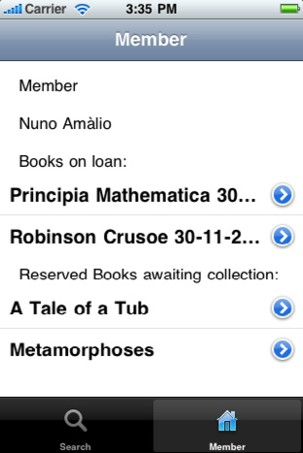 Carrier 3:35 PM
Member
Member
Nuno Amàlio
Books on loan:
Principia Mathematica 30...
Robinson Crusoe 30-11-2...
Reserved Books awaiting collection:
A Tale of a Tub
Metamorphoses
Search Member